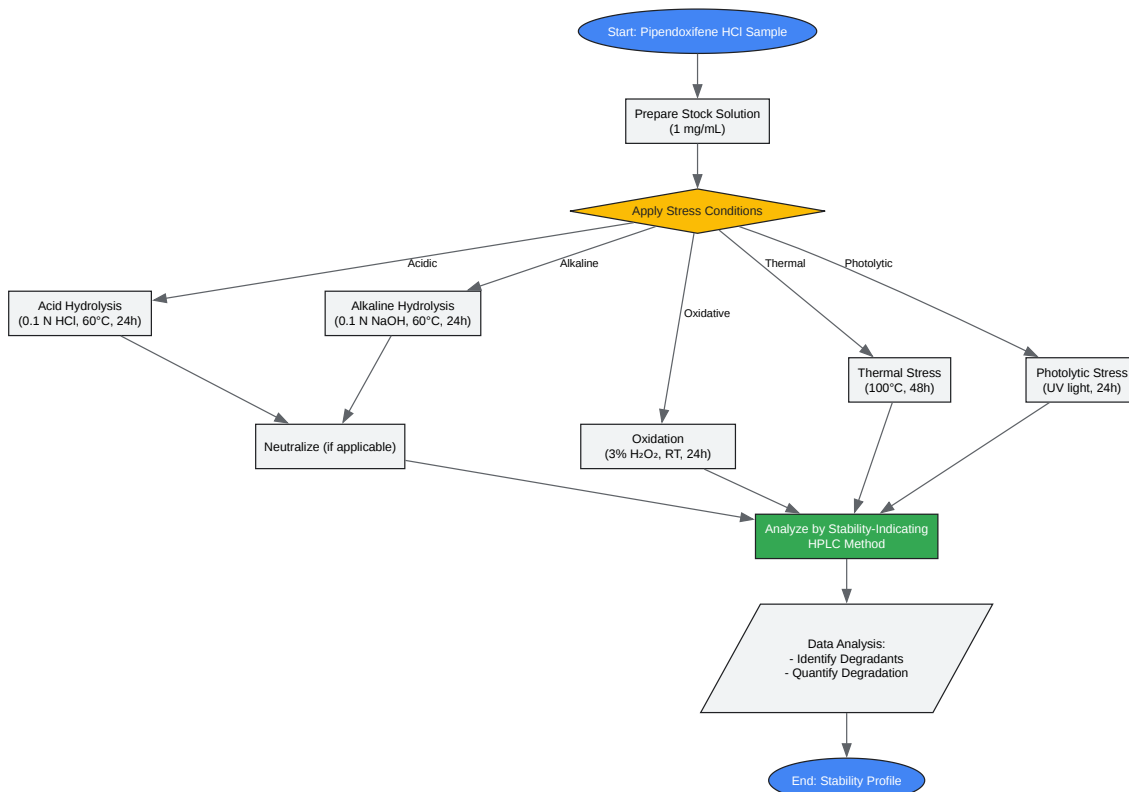 Start: Pipendoxifene HCl Sample
Prepare Stock Solution
(1 mg/mL)
Apply Stress Conditions
Acidic
Alkaline
Thermal
Photolytic
Oxidative
Acid Hydrolysis
(0.1 N HCl, 60°C, 24h)
Alkaline Hydrolysis
(0.1 N NaOH, 60°C, 24h)
Thermal Stress
(100°C, 48h)
Photolytic Stress
(UV light, 24h)
Neutralize (if applicable)
Oxidation
(3% H₂O₂, RT, 24h)
Analyze by Stability-Indicating
HPLC Method
Data Analysis:
- Identify Degradants
- Quantify Degradation
End: Stability Profile